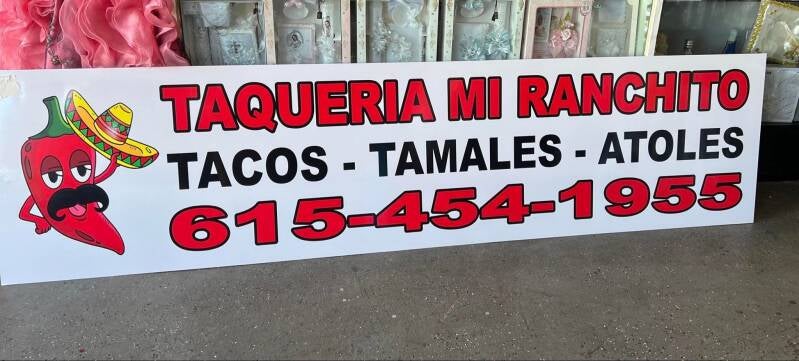 TAQUERIA MI RANCHITO
TACOS - TAMALES - ATOLES
615-454-1955